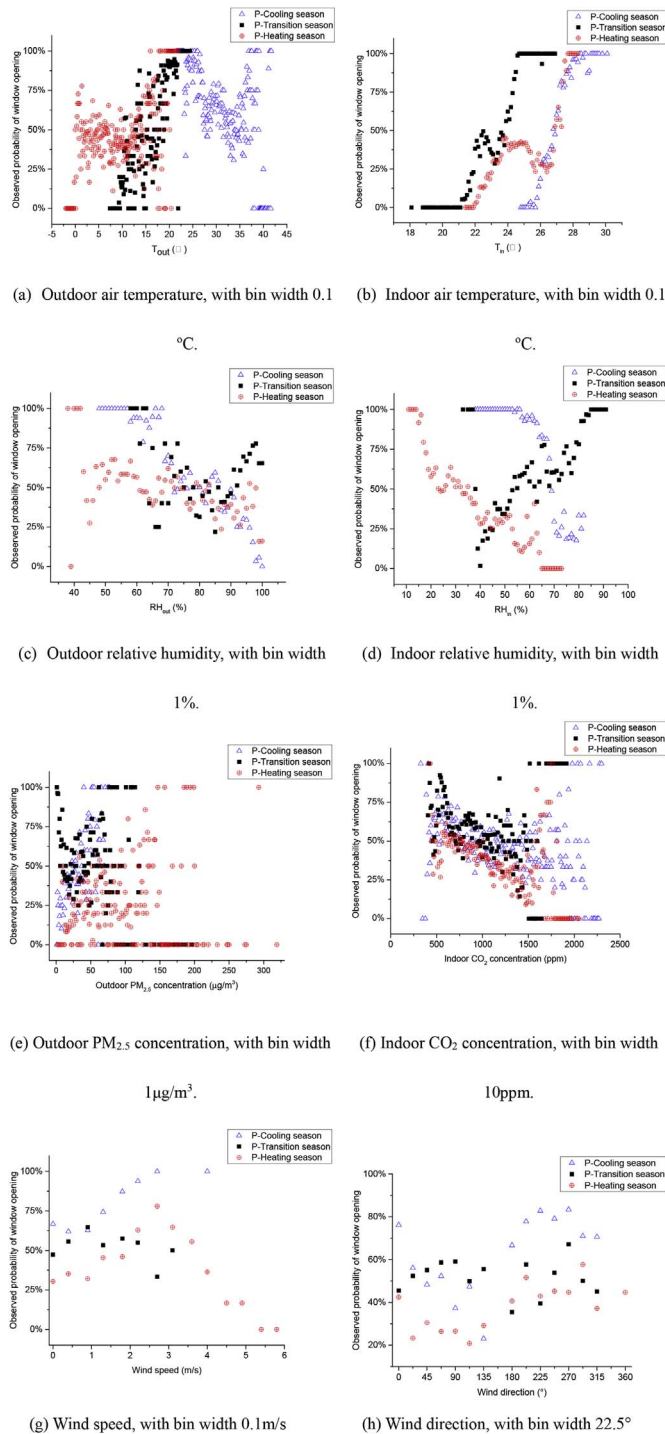 P-Cooling season
P-Transition season
P-Heating season
Observed probability of window opening
100%
75%
50%
25%
0%
-5 0 5 10 15 20 25 30 35 40 45
Tout (□)
(a) Outdoor air temperature, with bin width 0.1
°C.
P-Cooling season
P-Transition season
P-Heating season
Observed probability of window opening
100%
75%
50%
25%
0%
18 20 22 24 26 28 30
Tin (□)
(b) Indoor air temperature, with bin width 0.1
°C.
P-Cooling season
P-Transition season
P-Heating season
Observed probability of window opening
100%
75%
50%
25%
0%
40 50 60 70 80 90 100
RHout (%)
(c) Outdoor relative humidity, with bin width
1%.
P-Cooling season
P-Transition season
P-Heating season
Observed probability of window opening
100%
75%
50%
25%
0%
10 20 30 40 50 60 70 80 90 100
RHin (%)
(d) Indoor relative humidity, with bin width
1%.
P-Cooling season
P-Transition season
P-Heating season
Observed probability of window opening
100%
75%
50%
25%
0%
0 50 100 150 200 250 300
Outdoor PM2.5 concentration (μg/m³)
(e) Outdoor PM2.5 concentration, with bin width
1μg/m³.
P-Cooling season
P-Transition season
P-Heating season
Observed probability of window opening
100%
75%
50%
25%
0%
0 500 1000 1500 2000 2500
Indoor CO2 concentration (ppm)
(f) Indoor CO2 concentration, with bin width
10ppm.
P-Cooling season
P-Transition season
P-Heating season
Observed probability of window opening
100%
75%
50%
25%
0%
0 1 2 3 4 5 6
Wind speed (m/s)
(g) Wind speed, with bin width 0.1m/s
P-Cooling season
P-Transition season
P-Heating season
Observed probability of window opening
100%
80%
60%
40%
20%
0 45 90 135 180 225 270 315 360
Wind direction (°)
(h) Wind direction, with bin width 22.5°